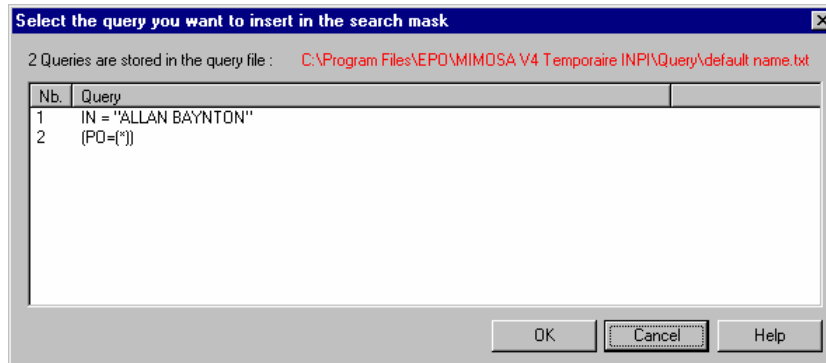 Select the query you want to insert in the search mask
2 Queries are stored in the query file : C:\Program Files\EPO\MIMOSA V4 Temporaire INPI\Query\default name.txt
Nb. Query
1 IN = "ALLAN BAYNTON"
2 (PO=(*))
OK Cancel Help